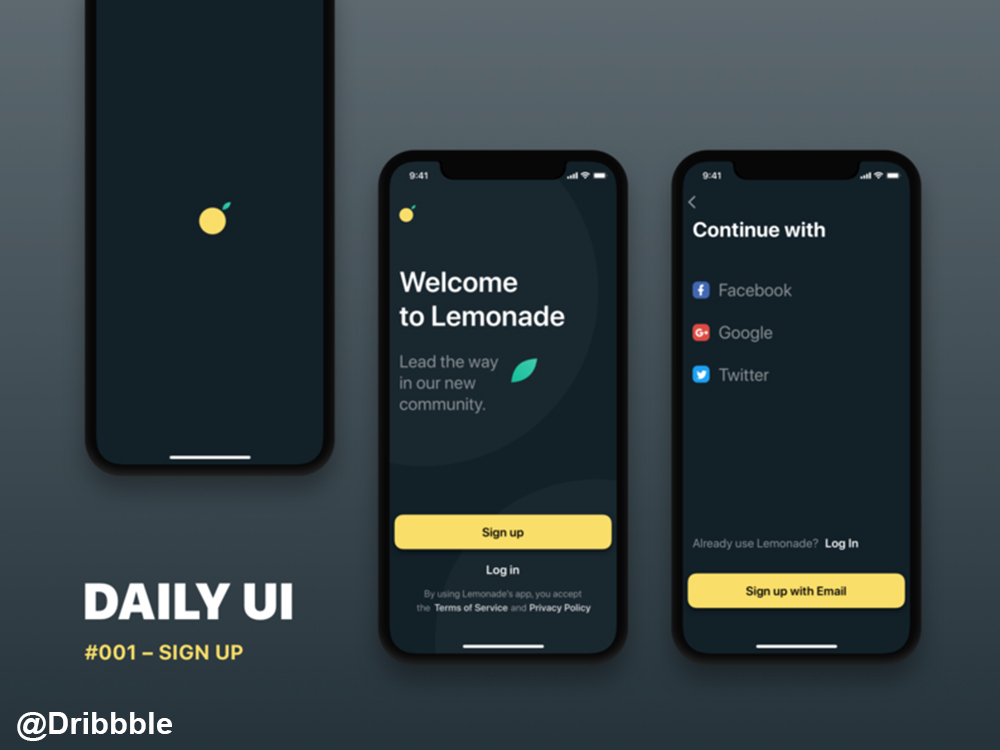 9:41
Welcome
to Lemonade
Lead the way
in our new
community.
Sign up
Log in
By using Lemonade's app, you accept
the Terms of Service and Privacy Policy
9:41
Continue with
Facebook
Google
Twitter
Already use Lemonade? Log In
Sign up with Email
DAILY UI
#001 – SIGN UP
@Dribbble